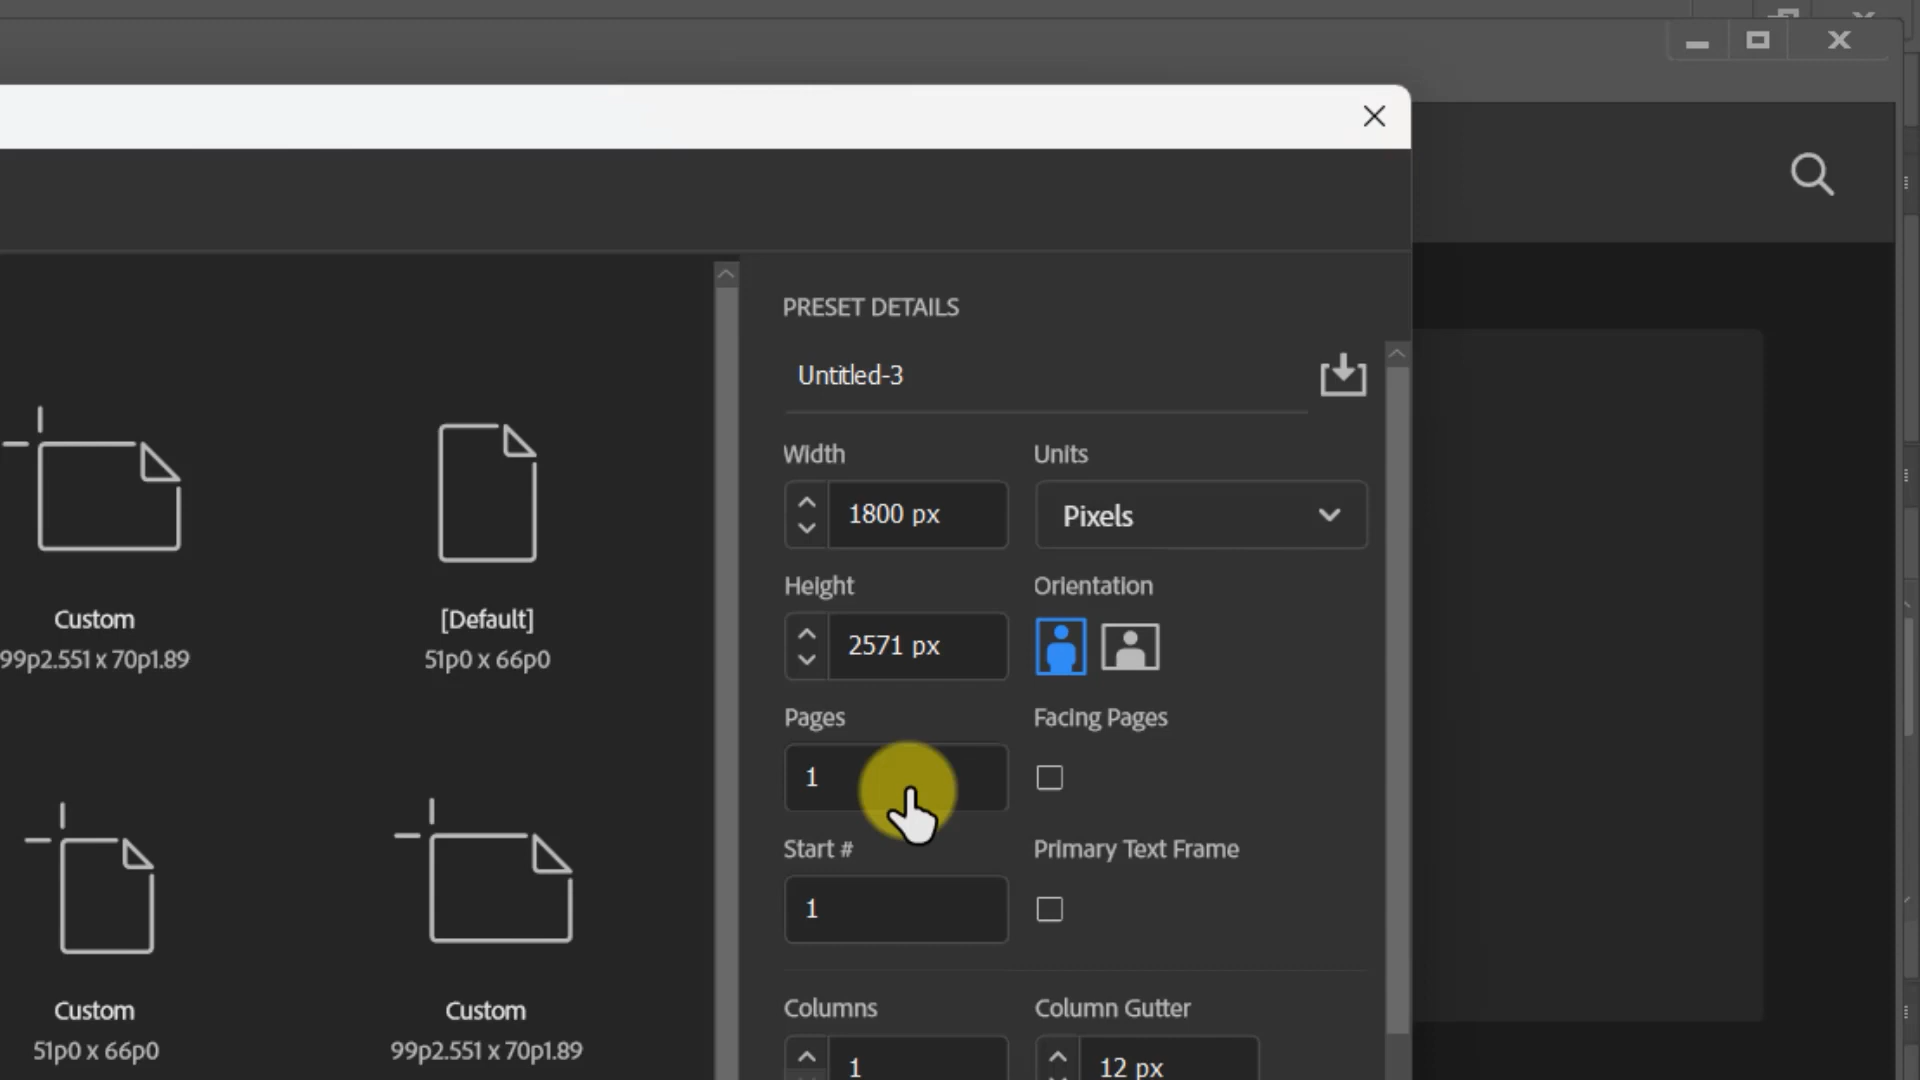 PRESET DETAILS
Untitled-3
Width
Units
1800 px
Pixels
Height
Orientation
2571 px
Pages
Facing Pages
1
Start #
Primary Text Frame
1
Columns
Column Gutter
1
12 px
Custom
99p2.551 x 70p1.89
[Default]
51p0 x 66p0
Custom
51p0 x 66p0
Custom
99p2.551 x 70p1.89